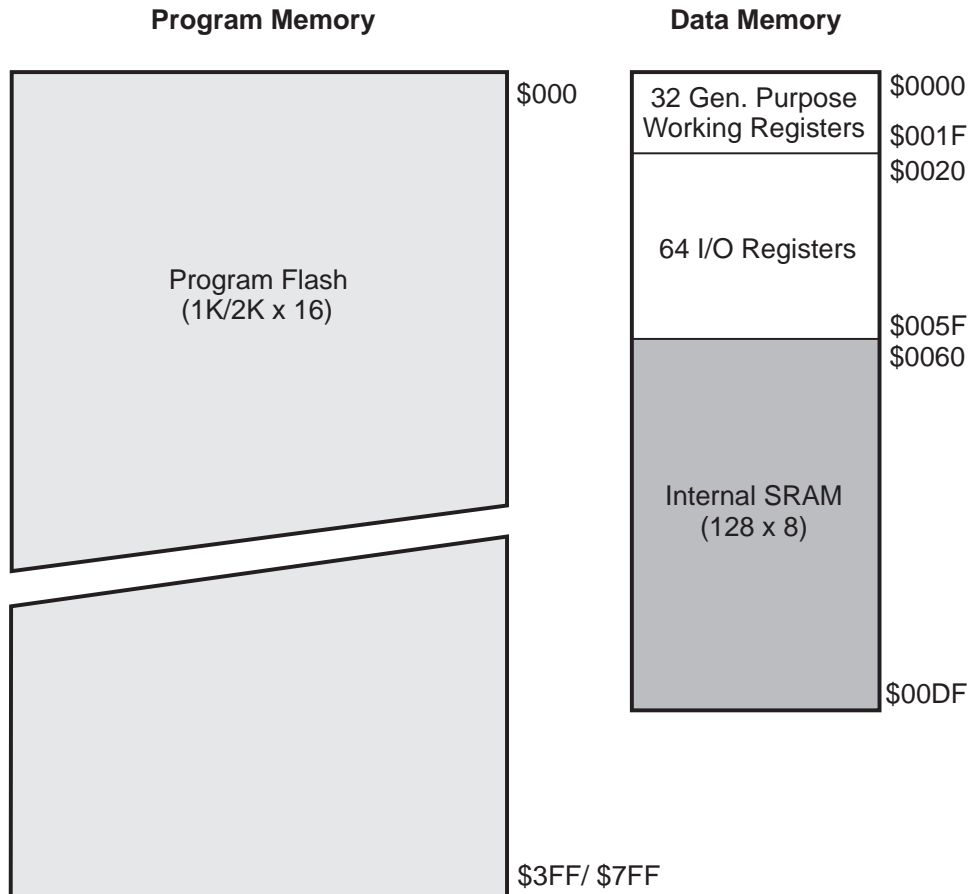 Program Memory
$000
Program Flash
(1K/2K x 16)
$3FF/ $7FF
Data Memory
32 Gen. Purpose
Working Registers
$0000
$001F
$0020
64 I/O Registers
$005F
$0060
Internal SRAM
(128 x 8)
$00DF